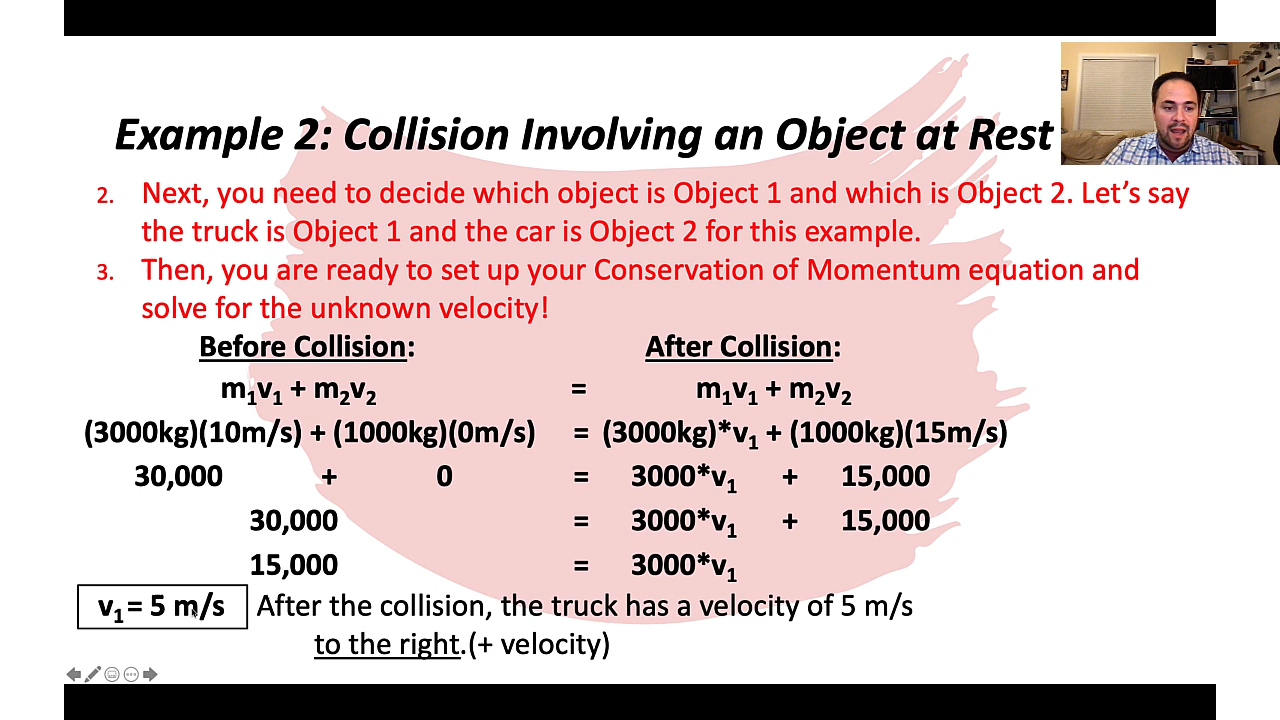 Example 2: Collision Involving an Object at Rest
2. Next, you need to decide which object is Object 1 and which is Object 2. Let’s say
the truck is Object 1 and the car is Object 2 for this example.
3. Then, you are ready to set up your Conservation of Momentum equation and
solve for the unknown velocity!
Before Collision: After Collision:
m₁v₁ + m₂v₂ = m₁v₁ + m₂v₂
(3000kg)(10m/s) + (1000kg)(0m/s) = (3000kg)*v₁ + (1000kg)(15m/s)
30,000 + 0 = 3000*v₁ + 15,000
30,000 = 3000*v₁ + 15,000
15,000 = 3000*v₁
v₁ = 5 m/s After the collision, the truck has a velocity of 5 m/s
to the right.(+ velocity)